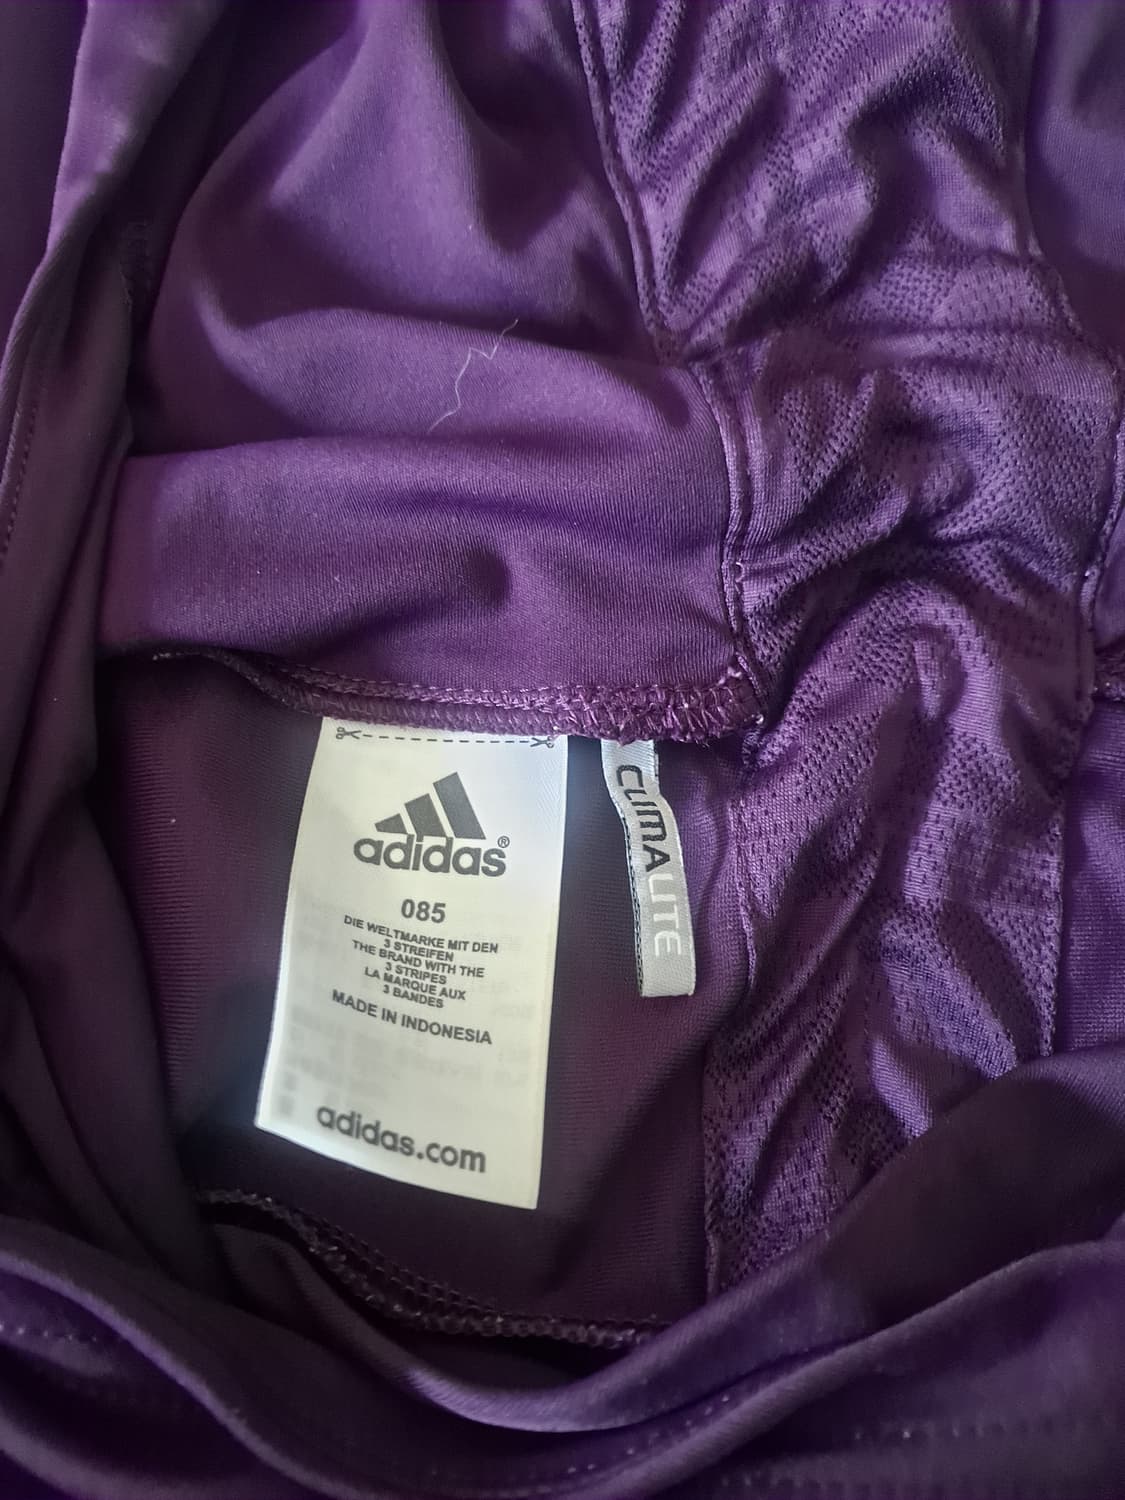 adidas®
085
DIE WELTMARKE MIT DEN
3 STREIFEN
THE BRAND WITH THE
3 STRIPES
LA MARQUE AUX
3 BANDES
MADE IN INDONESIA
adidas.com
CLIMALITE